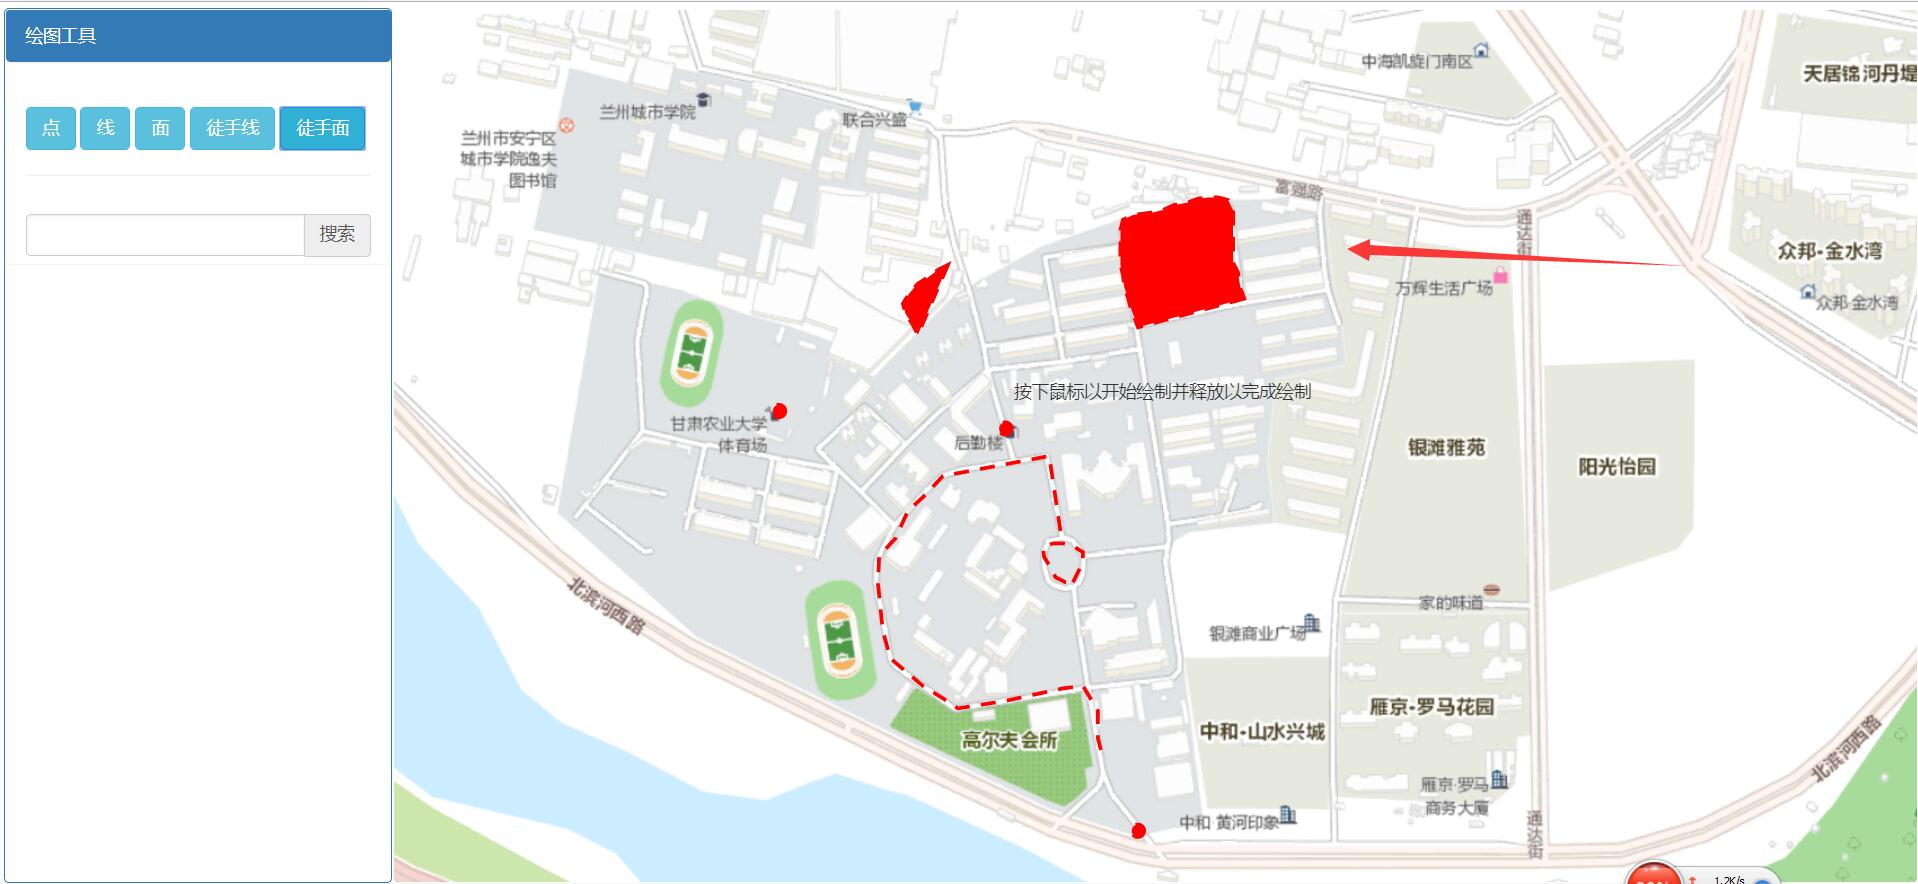 绘图工具
点
线
面
徒手线
徒手面
搜索
兰州城市学院
兰州市安宁区
城市学院逸夫
图书馆
联合兴盛
中海凯旋门南区
天居锦河丹堤
富强路
通达街
众邦-金水湾
众邦·金水湾
万辉生活广场
按下鼠标以开始绘制并释放以完成绘制
甘肃农业大学
体育场
后勤楼
银滩雅苑
阳光怡园
北滨河西路
家的味道
银滩商业广场
雁京-罗马花园
中和-山水兴城
高尔夫会所
北滨河西路
雁京·罗马
商务大厦
中和·黄河印象
通达街
1.2K/s